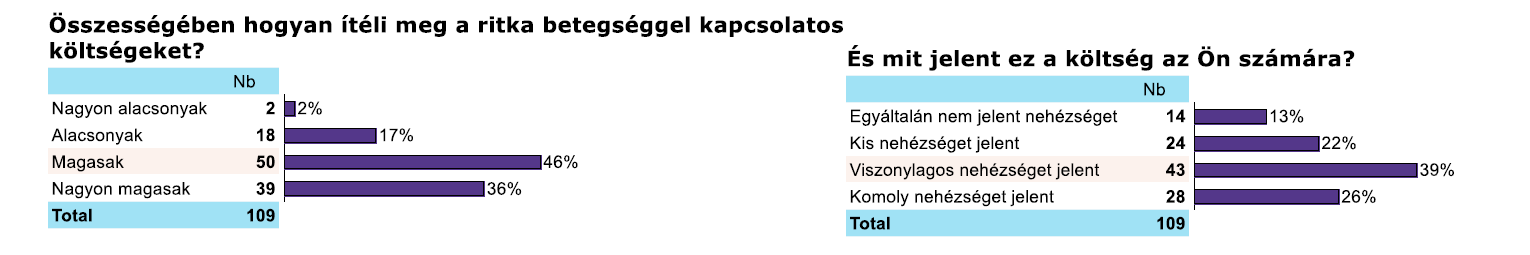 Összességében hogyan ítéli meg a ritka betegséggel kapcsolatos
költségeket?
Nb
Nagyon alacsonyak 2 2%
Alacsonyak 18 17%
Magasak 50 46%
Nagyon magasak 39 36%
Total 109
És mit jelent ez a költség az Ön számára?
Nb
Egyáltalán nem jelent nehézséget 14 13%
Kis nehézséget jelent 24 22%
Viszonylagos nehézséget jelent 43 39%
Komoly nehézséget jelent 28 26%
Total 109